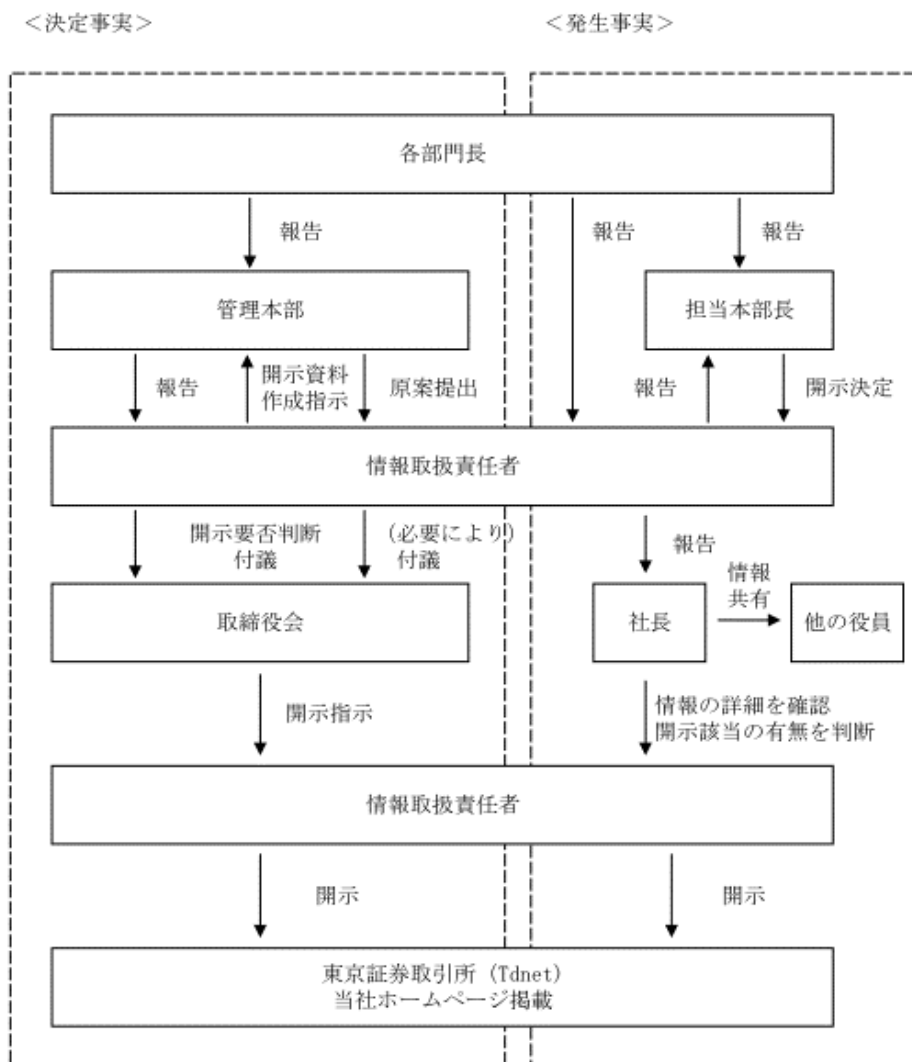 ＜決定事実＞
＜発生事実＞
各部門長
報告
報告
報告
管理本部
担当本部長
報告
開示資料
作成指示
原案提出
報告
開示決定
情報取扱責任者
開示要否判断
付議
(必要により)
付議
報告
取締役会
社長
情報
共有
他の役員
開示指示
情報の詳細を確認
開示該当の有無を判断
情報取扱責任者
開示
開示
東京証券取引所（Tdnet）
当社ホームページ掲載